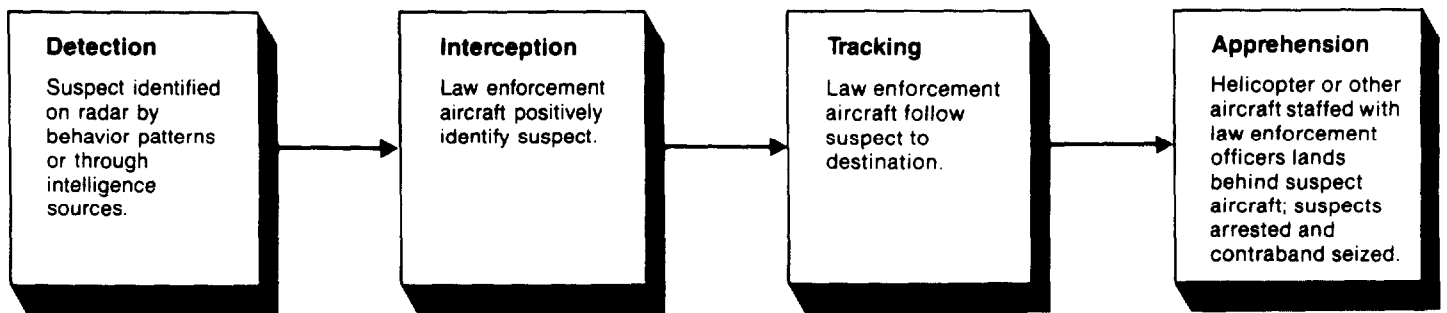 Detection
Suspect identified
on radar by
behavior patterns
or through
intelligence
sources.
Interception
Law enforcement
aircraft positively
identify suspect.
Tracking
Law enforcement
aircraft follow
suspect to
destination.
Apprehension
Helicopter or other
aircraft staffed with
law enforcement
officers lands
behind suspect
aircraft; suspects
arrested and
contraband seized.